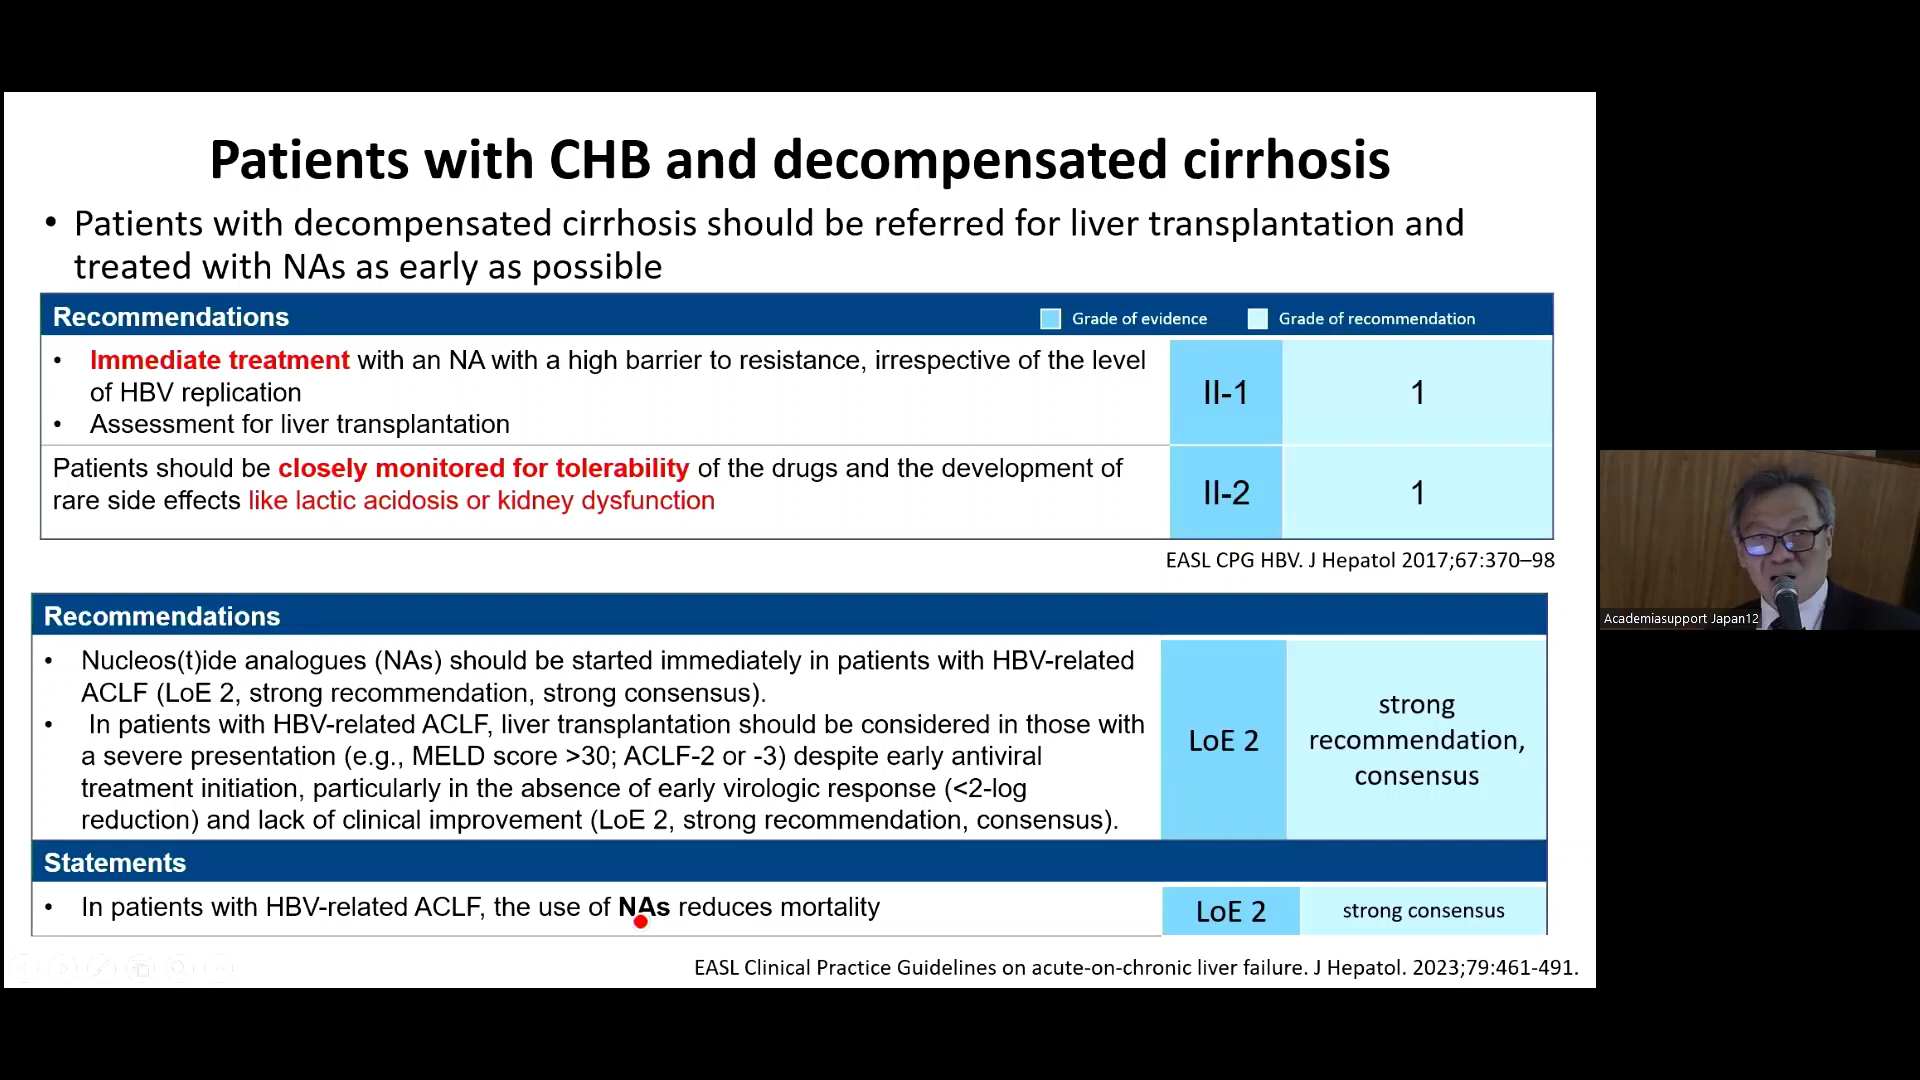 Patients with CHB and decompensated cirrhosis
• Patients with decompensated cirrhosis should be referred for liver transplantation and
treated with NAs as early as possible
Recommendations
Grade of evidence
Grade of recommendation
• Immediate treatment with an NA with a high barrier to resistance, irrespective of the level
of HBV replication
• Assessment for liver transplantation
II-1
1
Patients should be closely monitored for tolerability of the drugs and the development of
rare side effects like lactic acidosis or kidney dysfunction
II-2
1
EASL CPG HBV. J Hepatol 2017;67:370–98
Recommendations
• Nucleos(t)ide analogues (NAs) should be started immediately in patients with HBV-related
ACLF (LoE 2, strong recommendation, strong consensus).
• In patients with HBV-related ACLF, liver transplantation should be considered in those with
a severe presentation (e.g., MELD score >30; ACLF-2 or -3) despite early antiviral
treatment initiation, particularly in the absence of early virologic response (<2-log
reduction) and lack of clinical improvement (LoE 2, strong recommendation, consensus).
LoE 2
strong
recommendation,
consensus
Statements
• In patients with HBV-related ACLF, the use of NAs reduces mortality
LoE 2
strong consensus
EASL Clinical Practice Guidelines on acute-on-chronic liver failure. J Hepatol. 2023;79:461-491.
Academiasupport Japan12